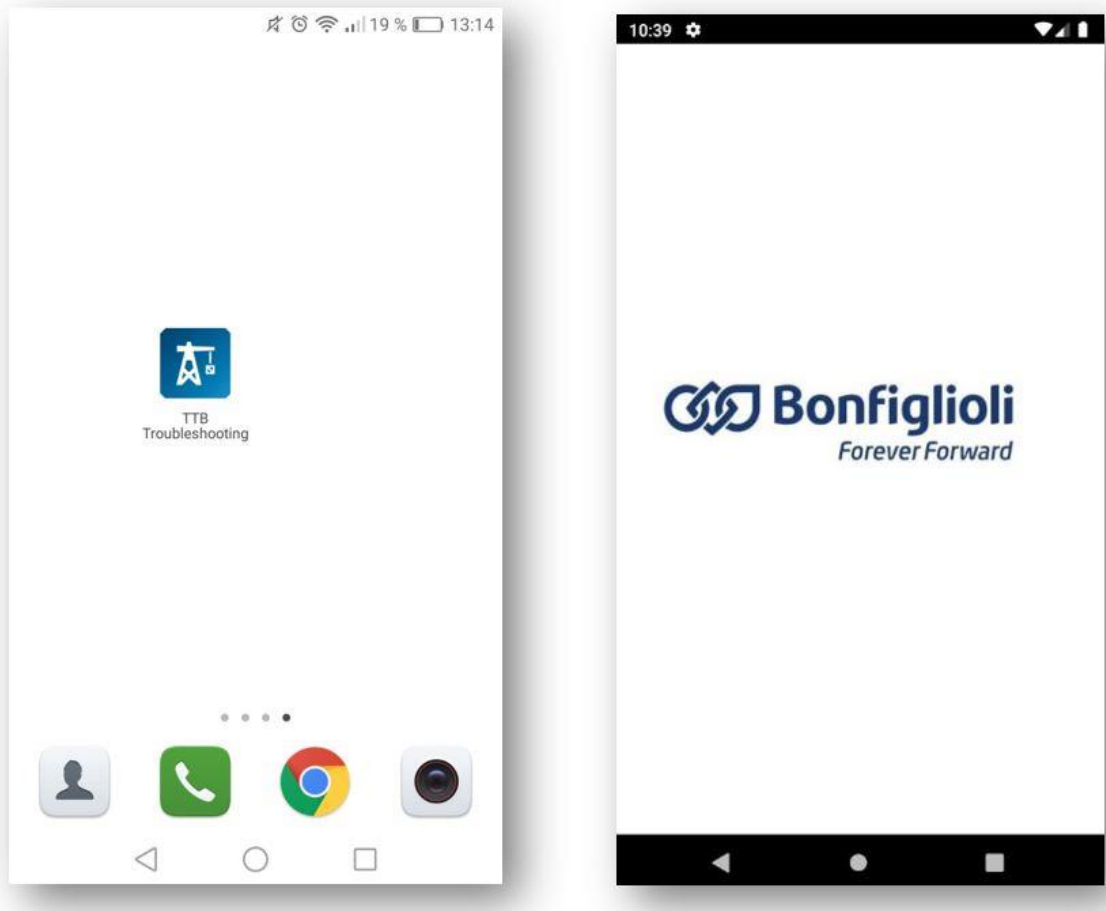 19 % 13:14
TTB
Troubleshooting
10:39
Bonfiglioli
Forever Forward